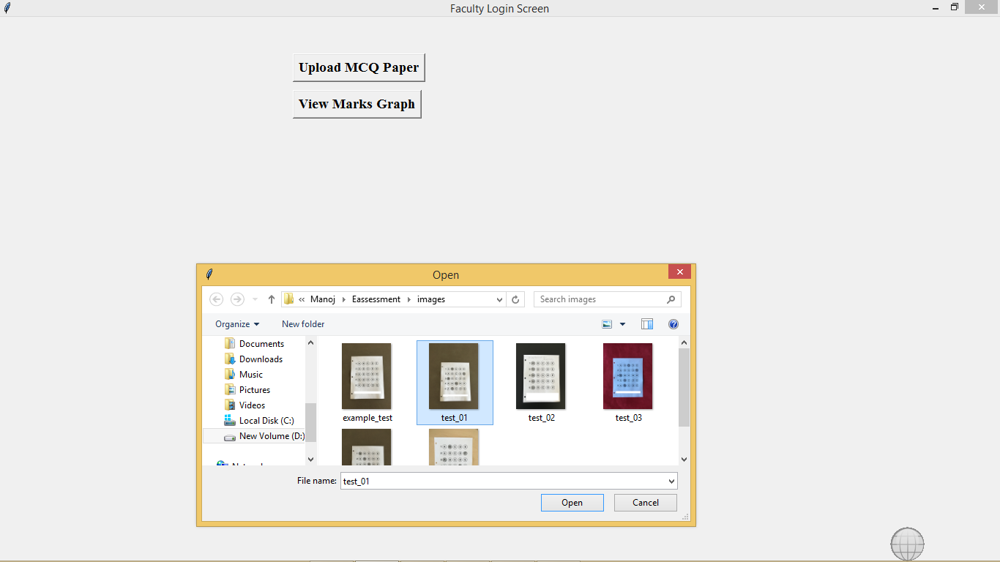 Faculty Login Screen
Upload MCQ Paper
View Marks Graph
Open
« Manoj Eassessment images
Search images
Organize New folder
Documents
Downloads
Music
Pictures
Videos
Local Disk (C:)
New Volume (D:)
example_test test_01 test_02 test_03
File name: test_01
Open Cancel